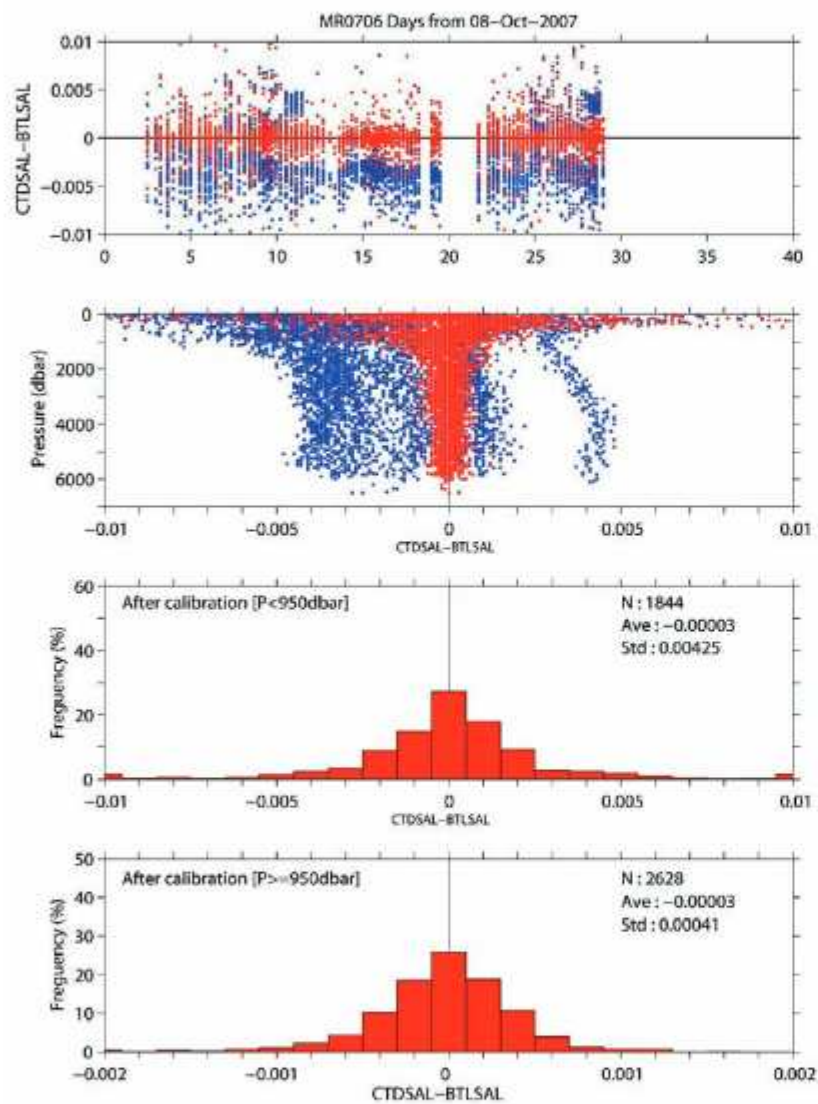 MR0706 Days from 08−Oct−2007
0.01
0.005
0
−0.005
−0.01
CTDSAL−BTLSAL
0 5 10 15 20 25 30 35 40
0
2000
4000
6000
Pressure (dbar)
−0.01 −0.005 0 0.005 0.01
CTDSAL−BTLSAL
60
40
20
0
Freguency (%)
After calibration [P<950dbar]
N : 1844
Ave : −0.00003
Std : 0.00425
−0.01 −0.005 0 0.005 0.01
CTDSAL−BTLSAL
50
40
30
20
10
0
Freguency (%)
After calibration [P>=950dbar]
N : 2628
Ave : −0.00003
Std : 0.00041
−0.002 −0.001 0 0.001 0.002
CTDSAL−BTLSAL